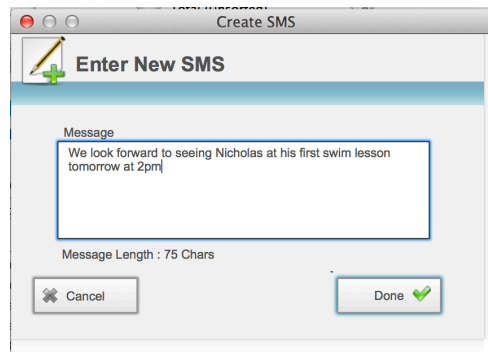 Create SMS
Enter New SMS
Message
We look forward to seeing Nicholas at his first swim lesson
tomorrow at 2pm
Message Length : 75 Chars
Cancel
Done